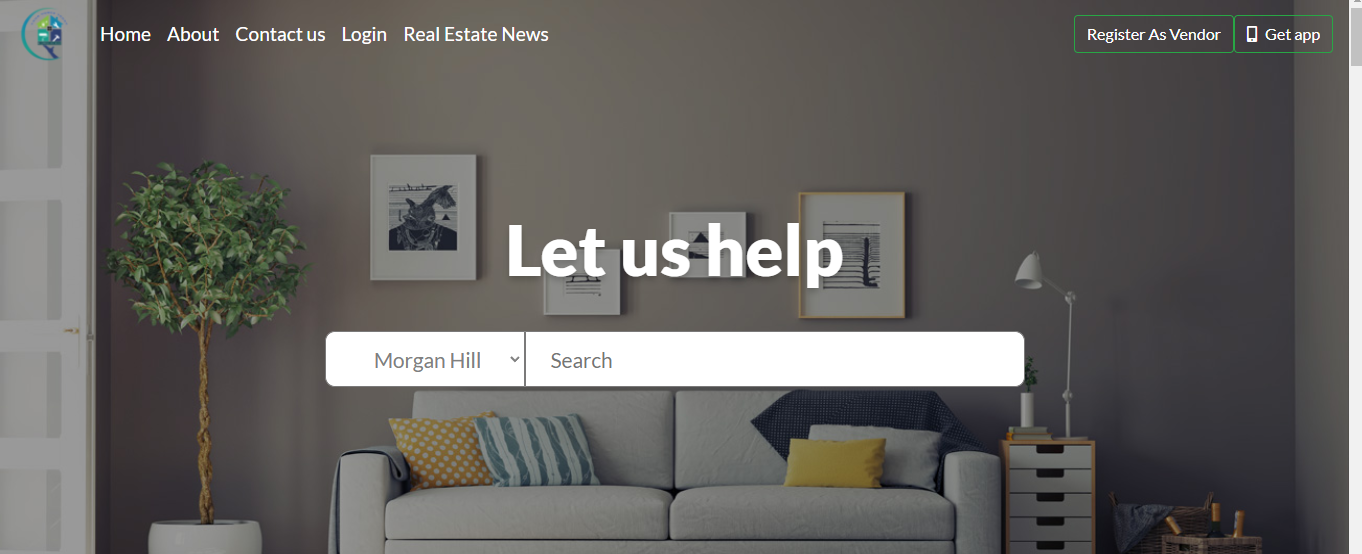 Home About Contact us Login Real Estate News Register As Vendor Get app
Let us help
Morgan Hill Search